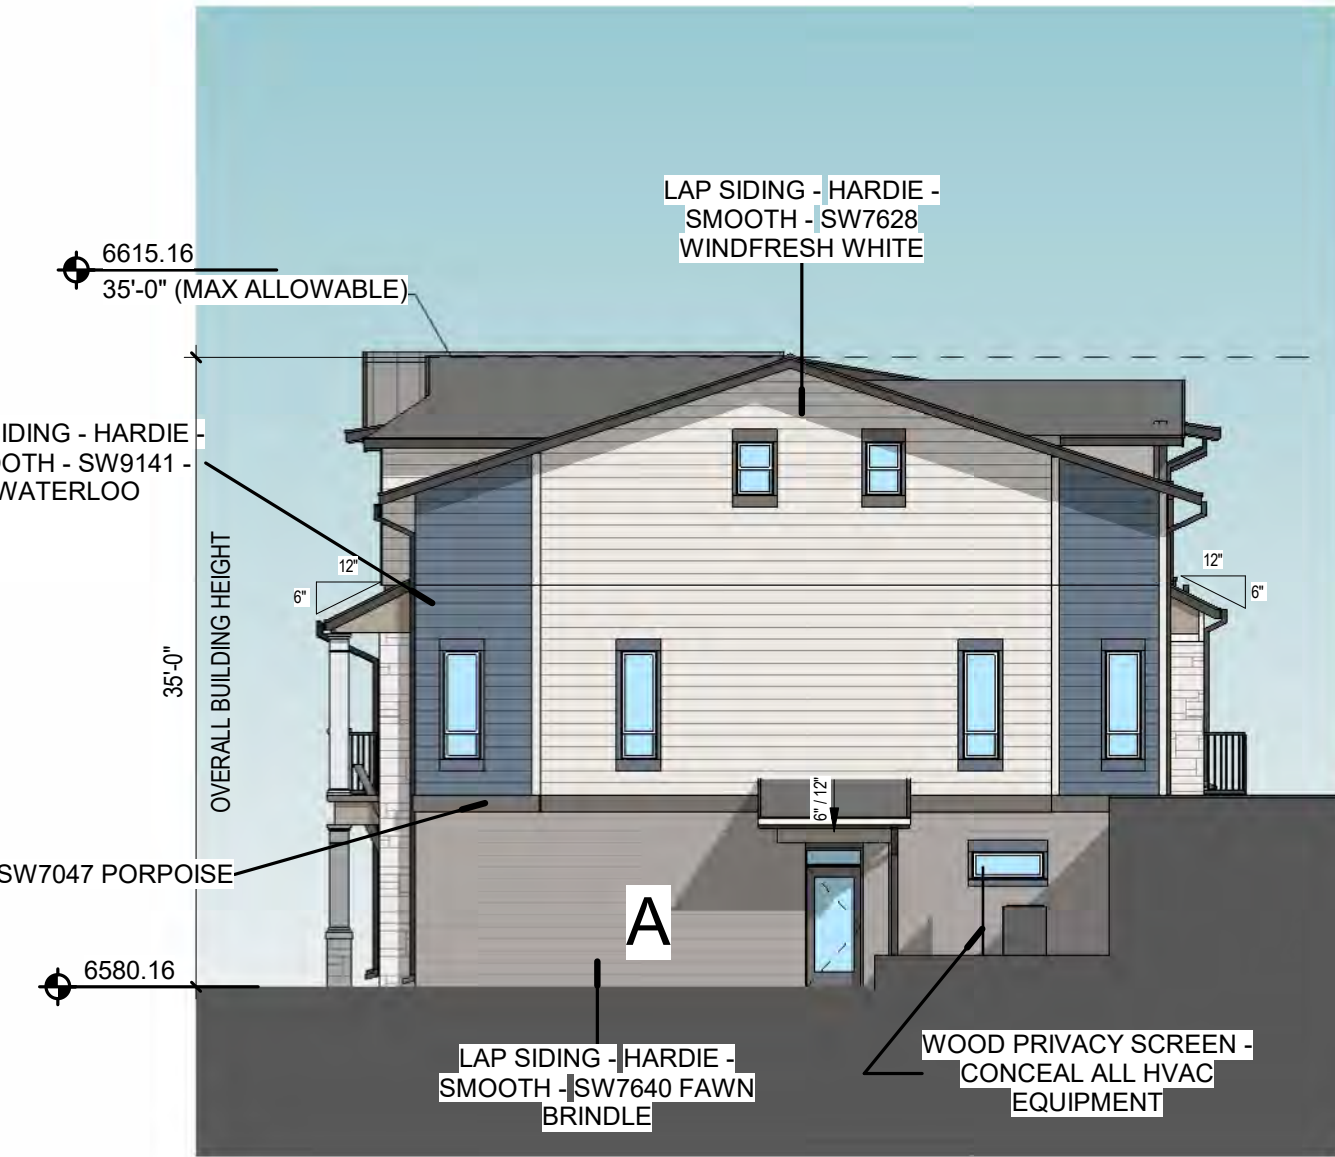 LAP SIDING - HARDIE -
SMOOTH - SW7628
WINDFRESH WHITE
6615.16
35'-0" (MAX ALLOWABLE)
IDING - HARDIE -
OOTH - SW9141 -
WATERLOO
12"
6"
12"
6"
35'-0"
OVERALL BUILDING HEIGHT
6" / 12"
SW7047 PORPOISE
A
6580.16
LAP SIDING - HARDIE -
SMOOTH - SW7640 FAWN
BRINDLE
WOOD PRIVACY SCREEN -
CONCEAL ALL HVAC
EQUIPMENT